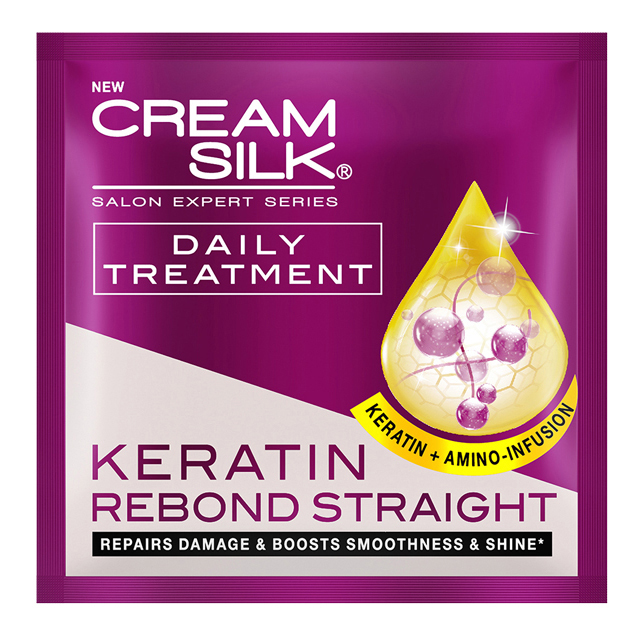 NEW
CREAM
SILK®
SALON EXPERT SERIES
DAILY
TREATMENT
KERATIN + AMINO-INFUSION
KERATIN
REBOND STRAIGHT
REPAIRS DAMAGE & BOOSTS SMOOTHNESS & SHINE*